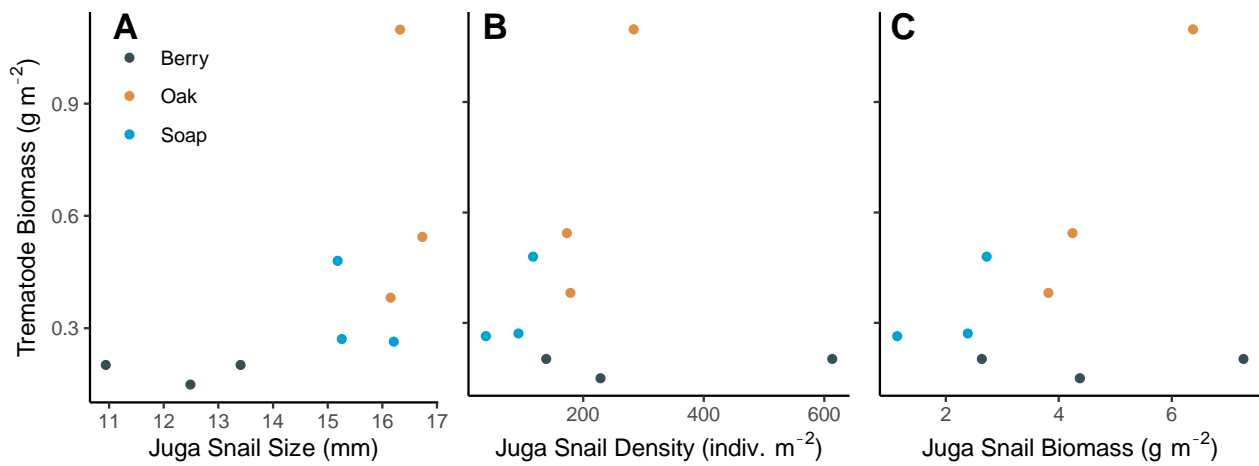 A
B
C
Berry
Oak
Soap
Trematode Biomass (g m⁻²)
0.9
0.6
0.3
11 12 13 14 15 16 17
200 400 600
2 4 6
Juga Snail Size (mm)
Juga Snail Density (indiv. m⁻²)
Juga Snail Biomass (g m⁻²)